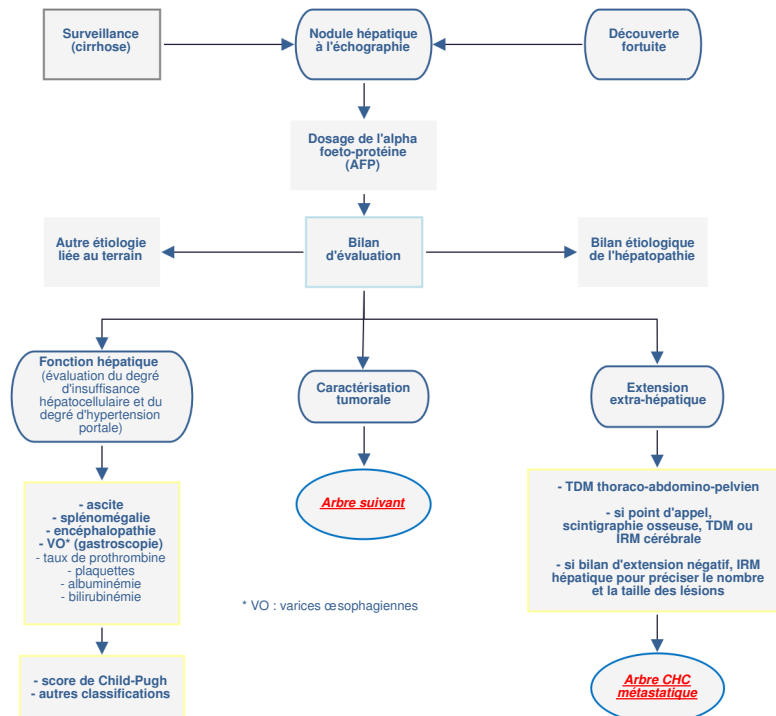 Surveillance
(cirrhose)
Nodule hépatique
à l'échographie
Découverte
fortuite
Dosage de l'alpha
foeto-protéine
(AFP)
Autre étiologie
liée au terrain
Bilan
d'évaluation
Bilan étiologique
de l'hépatopathie
Fonction hépatique
(évaluation du degré
d'insuffisance
hépatocellulaire et du
degré d'hypertension
portale)
Caractérisation
tumorale
Extension
extra-hépatique
- ascite
- splénomégalie
- encéphalopathie
- VO* (gastroscopie)
- taux de prothrombine
- plaquettes
- albuminémie
- bilirubinémie
Arbre suivant
- TDM thoraco-abdomino-pelvien
- si point d'appel,
scintigraphie osseuse, TDM ou
IRM cérébrale
- si bilan d'extension négatif, IRM
hépatique pour préciser le nombre
et la taille des lésions
* VO : varices œsophagiennes
- score de Child-Pugh
- autres classifications
Arbre CHC
métastatique